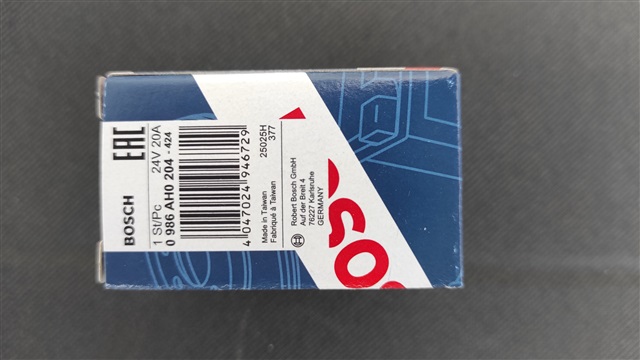 BOSCH
EAC
1 St/Pc 24V 20A
0 986 AH0 204 - 424
4 047024 946729
25025H
377
Made in Taiwan
Fabriqué à Taiwan
Robert Bosch GmbH
Auf der Breit 4
76227 Karlsruhe
GERMANY
BOS